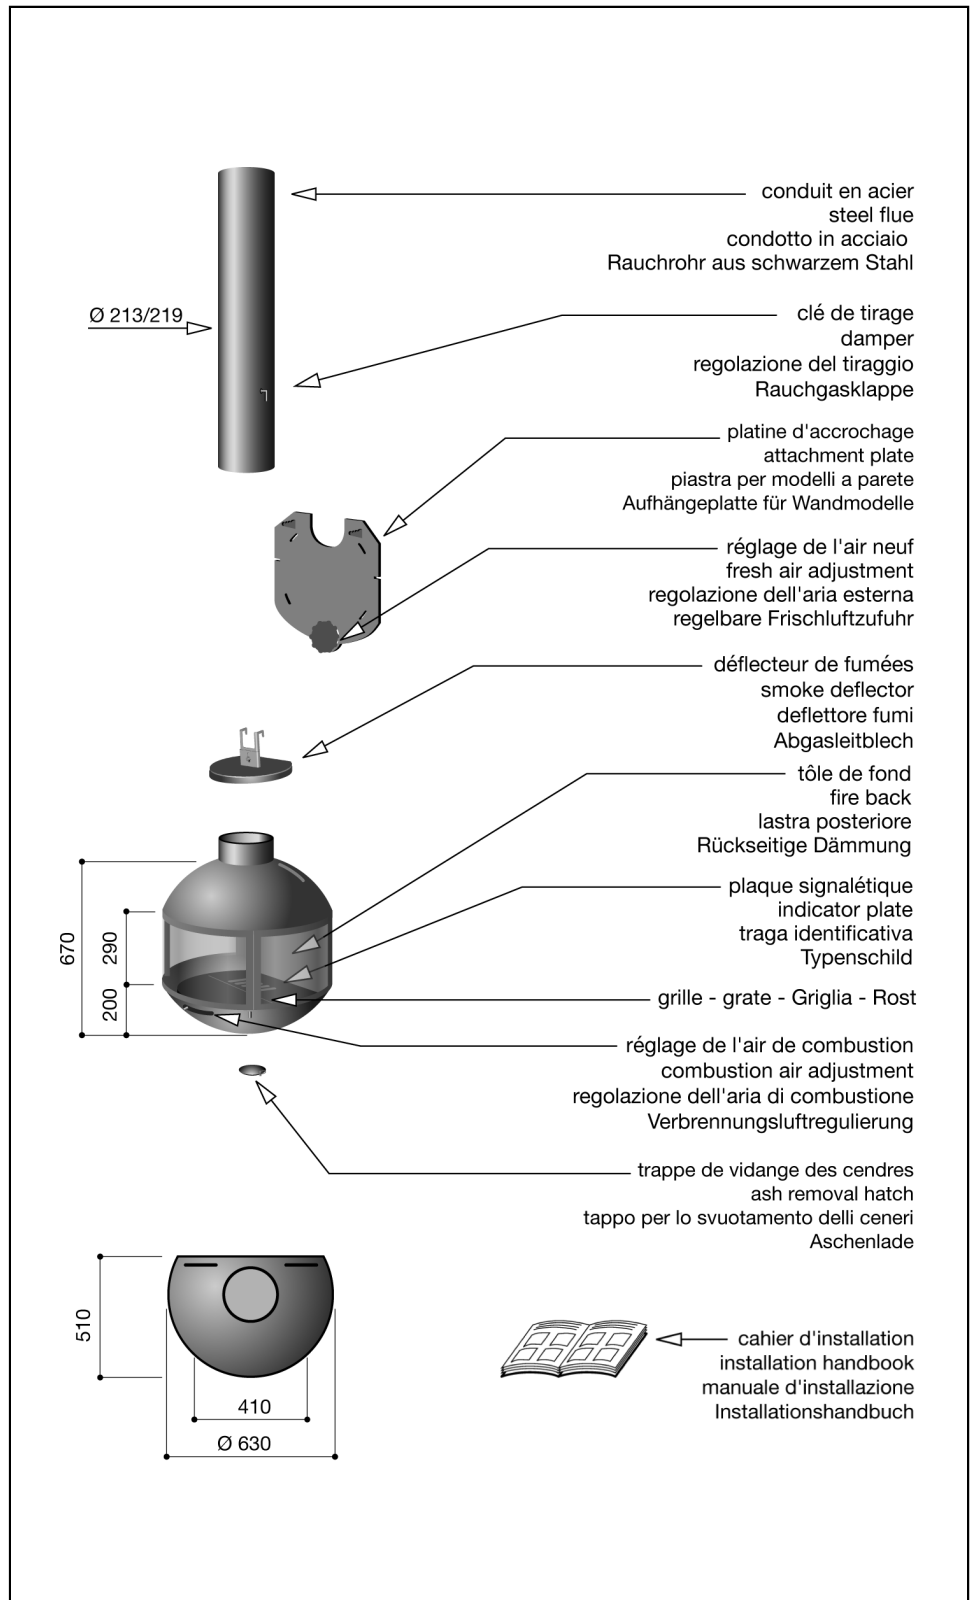 conduit en acier
steel flue
condotto in acciaio
Rauchrohr aus schwarzem Stahl
Ø 213/219
clé de tirage
damper
regolazione del tiraggio
Rauchgasklappe
platine d'accrochage
attachment plate
piastra per modelli a parete
Aufhängeplatte für Wandmodelle
réglage de l'air neuf
fresh air adjustment
regolazione dell'aria esterna
regelbare Frischluftzufuhr
déflecteur de fumées
smoke deflector
deflettore fumi
Abgasleitblech
tôle de fond
fire back
lastra posteriore
Rückseitige Dämmung
plaque signalétique
indicator plate
traga identificativa
Typenschild
670
290
200
grille - grate - Griglia - Rost
réglage de l'air de combustion
combustion air adjustment
regolazione dell'aria di combustione
Verbrennungsluftregulierung
trappe de vidange des cendres
ash removal hatch
tappo per lo svuotamento delli ceneri
Aschenlade
510
410
Ø 630
cahier d'installation
installation handbook
manuale d'installazione
Installationshandbuch